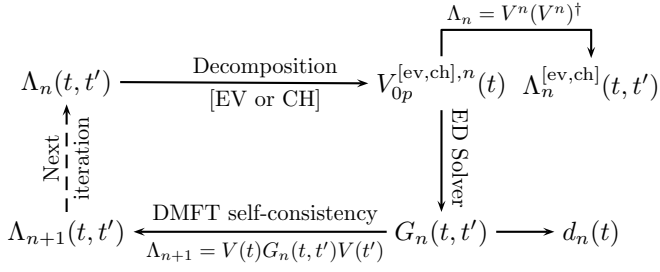 Λ_n = V^n(V^n)^†
Λ_n(t, t′)
Decomposition
[EV or CH]
V_{0p}^{[ev,ch],n}(t)
Λ_n^{[ev,ch]}(t, t′)
Next
iteration
ED Solver
Λ_{n+1}(t, t′)
DMFT self-consistency
Λ_{n+1} = V(t)G_n(t, t′)V(t′)
G_n(t, t′)
d_n(t)